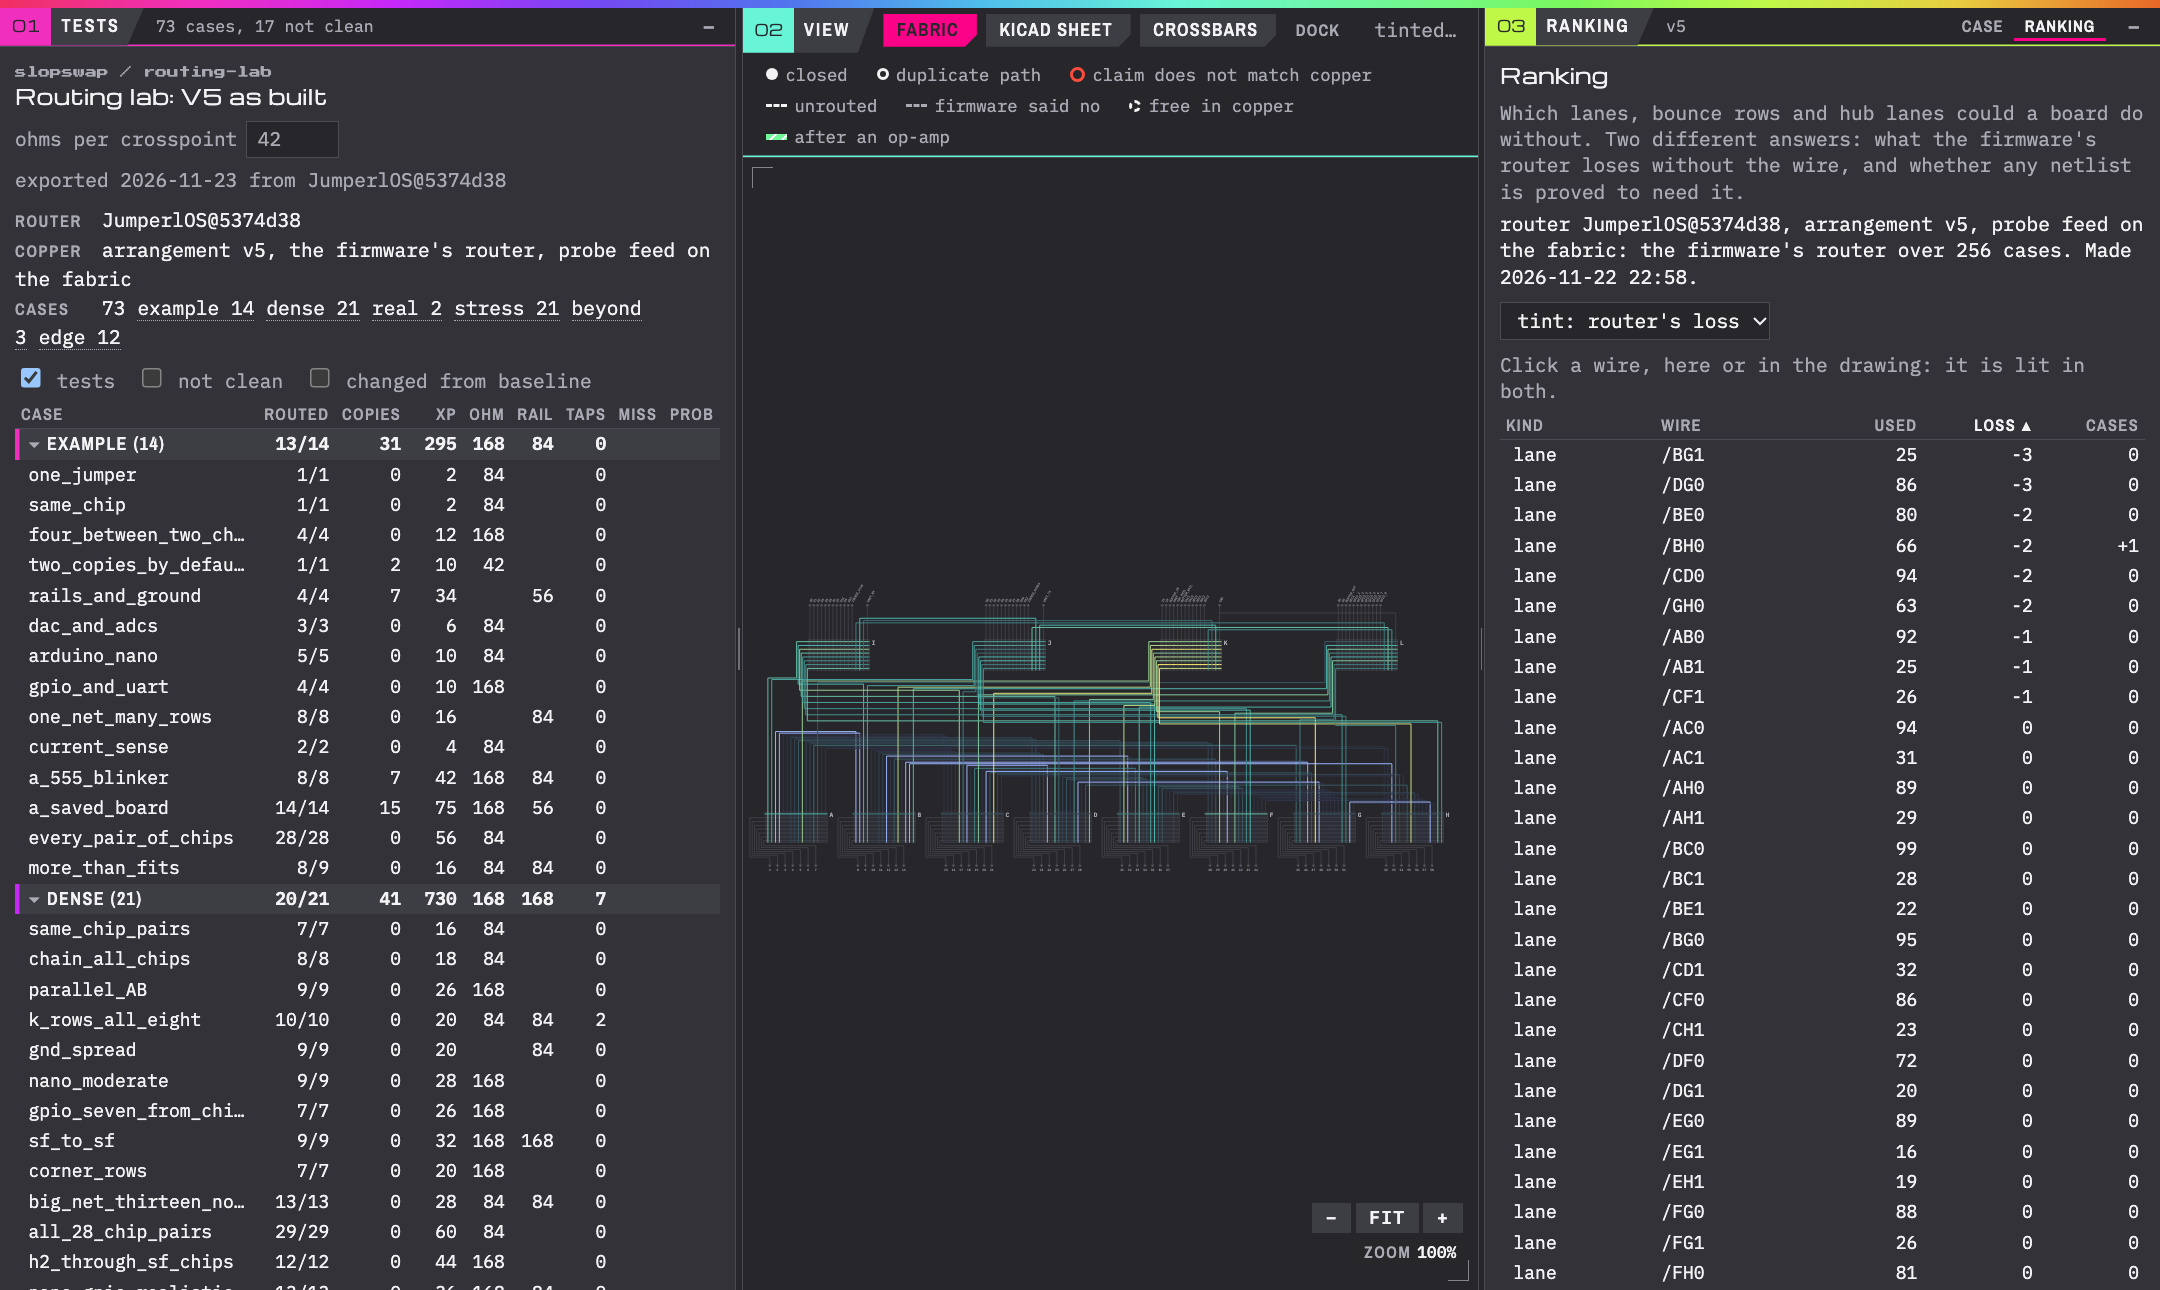 01 TESTS 73 cases, 17 not clean −
slopswap / routing-lab
Routing lab: V5 as built
ohms per crosspoint 42
exported 2026-11-23 from JumperlOS@5374d38
ROUTER JumperlOS@5374d38
COPPER arrangement v5, the firmware's router, probe feed on
the fabric
CASES 73 example 14 dense 21 real 2 stress 21 beyond
3 edge 12
tests not clean changed from baseline
CASE ROUTED COPIES XP OHM RAIL TAPS MISS PROB
EXAMPLE (14) 13/14 31 295 168 84 0
one_jumper 1/1 0 2 84 0
same_chip 1/1 0 2 84 0
four_between_two_ch… 4/4 0 12 168 0
two_copies_by_defau… 1/1 2 10 42 0
rails_and_ground 4/4 7 34 56 0
dac_and_adcs 3/3 0 6 84 0
arduino_nano 5/5 0 10 84 0
gpio_and_uart 4/4 0 10 168 0
one_net_many_rows 8/8 0 16 84 0
current_sense 2/2 0 4 84 0
a_555_blinker 8/8 7 42 168 84 0
a_saved_board 14/14 15 75 168 56 0
every_pair_of_chips 28/28 0 56 84 0
more_than_fits 8/9 0 16 84 84 0
DENSE (21) 20/21 41 730 168 168 7
same_chip_pairs 7/7 0 16 84 0
chain_all_chips 8/8 0 18 84 0
parallel_AB 9/9 0 26 168 0
k_rows_all_eight 10/10 0 20 84 84 2
gnd_spread 9/9 0 20 84 0
nano_moderate 9/9 0 28 168 0
gpio_seven_from_chi… 7/7 0 26 168 0
sf_to_sf 9/9 0 32 168 168 0
corner_rows 7/7 0 20 168 0
big_net_thirteen_no… 13/13 0 28 84 84 0
all_28_chip_pairs 29/29 0 60 84 0
h2_through_sf_chips 12/12 0 44 168 0
02 VIEW FABRIC KICAD SHEET CROSSBARS DOCK tinted…
closed duplicate path claim does not match copper
unrouted firmware said no free in copper
after an op-amp
I J K L
A B C D E F G H
− FIT +
ZOOM 100%
03 RANKING v5 CASE RANKING −
Ranking
Which lanes, bounce rows and hub lanes could a board do
without. Two different answers: what the firmware's
router loses without the wire, and whether any netlist
is proved to need it.
router JumperlOS@5374d38, arrangement v5, probe feed on
the fabric: the firmware's router over 256 cases. Made
2026-11-22 22:58.
tint: router's loss
Click a wire, here or in the drawing: it is lit in
both.
KIND WIRE USED LOSS ▲ CASES
lane /BG1 25 -3 0
lane /DG0 86 -3 0
lane /BE0 80 -2 0
lane /BH0 66 -2 +1
lane /CD0 94 -2 0
lane /GH0 63 -2 0
lane /AB0 92 -1 0
lane /AB1 25 -1 0
lane /CF1 26 -1 0
lane /AC0 94 0 0
lane /AC1 31 0 0
lane /AH0 89 0 0
lane /AH1 29 0 0
lane /BC0 99 0 0
lane /BC1 28 0 0
lane /BE1 22 0 0
lane /BG0 95 0 0
lane /CD1 32 0 0
lane /CF0 86 0 0
lane /CH1 23 0 0
lane /DF0 72 0 0
lane /DG1 20 0 0
lane /EG0 89 0 0
lane /EG1 16 0 0
lane /EH1 19 0 0
lane /FG0 88 0 0
lane /FG1 26 0 0
lane /FH0 81 0 0